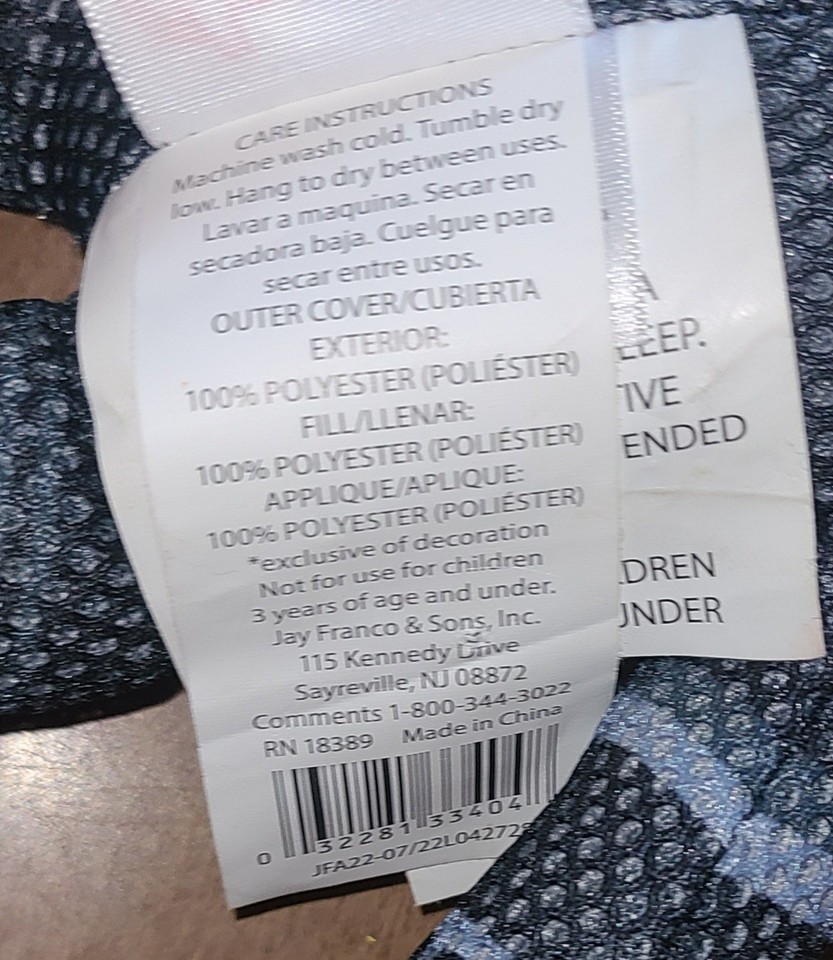 CARE INSTRUCTIONS
Machine wash cold. Tumble dry
low. Hang to dry between uses.
Lavar a maquina. Secar en
secadora baja. Cuelgue para
secar entre usos.
OUTER COVER/CUBIERTA
EXTERIOR:
100% POLYESTER (POLIÉSTER)
FILL/LLENAR:
100% POLYESTER (POLIÉSTER)
APPLIQUE/APLIQUE:
100% POLYESTER (POLIÉSTER)
*exclusive of decoration
Not for use for children
3 years of age and under.
Jay Franco & Sons, Inc.
115 Kennedy Drive
Sayreville, NJ 08872
Comments 1-800-344-3022
RN 18389 Made in China
0 32281 33404
JFA22-07/22L04272
A
EEP.
IVE
ENDED
DREN
UNDER